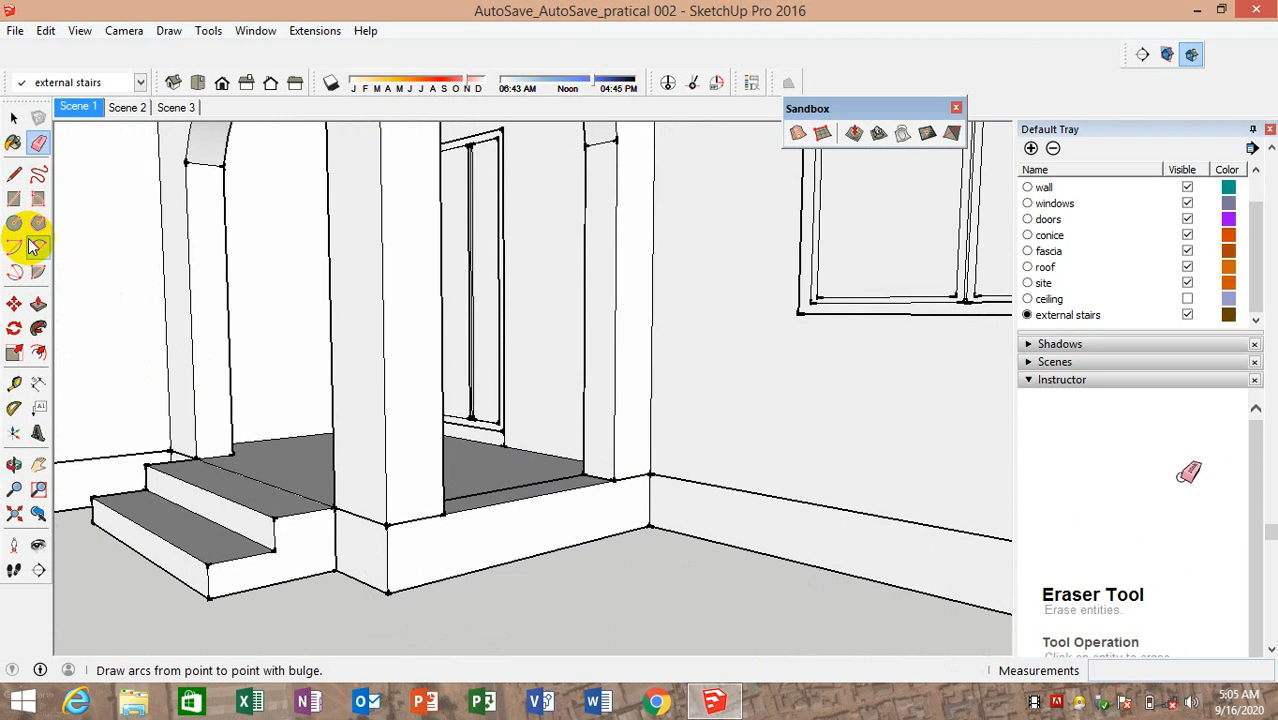 AutoSave_AutoSave_pratical 002 - SketchUp Pro 2016
File Edit View Camera Draw Tools Window Extensions Help
external stairs
J F M A M J J A S O N D
06:43 AM Noon 04:45 PM
Scene 1 Scene 2 Scene 3
Sandbox
Default Tray
Name Visible Color
wall
windows
doors
conice
fascia
roof
site
ceiling
external stairs
Shadows
Scenes
Instructor
Eraser Tool
Erase entities.
Tool Operation
Draw arcs from point to point with bulge.
Measurements
5:05 AM
9/16/2020